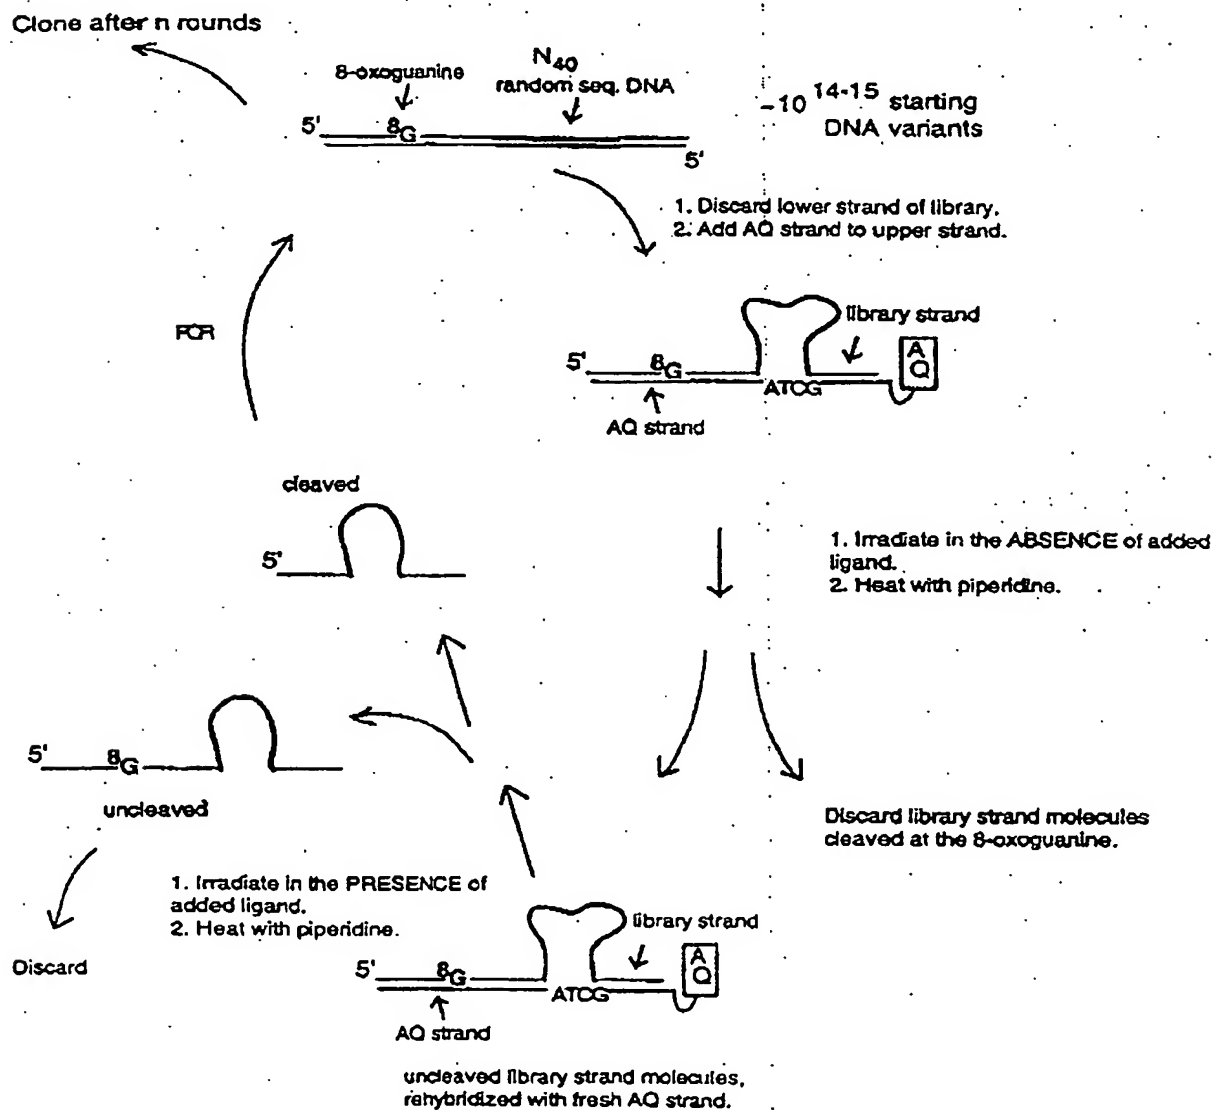 Clone after n rounds
8-oxoguanine
N40
random seq. DNA
~10 14-15 starting
DNA variants
5'
8G
5'
1. Discard lower strand of library.
2. Add AQ strand to upper strand.
PCR
library strand
5'
8G
A
Q
ATCG
AQ strand
cleaved
5'
1. Irradiate in the ABSENCE of added
ligand.
2. Heat with piperidine.
5'
8G
uncleaved
Discard library strand molecules
cleaved at the 8-oxoguanine.
1. Irradiate in the PRESENCE of
added ligand.
2. Heat with piperidine.
library strand
Discard
5'
8G
A
Q
ATCG
AQ strand
uncleaved library strand molecules,
rehybridized with fresh AQ strand.